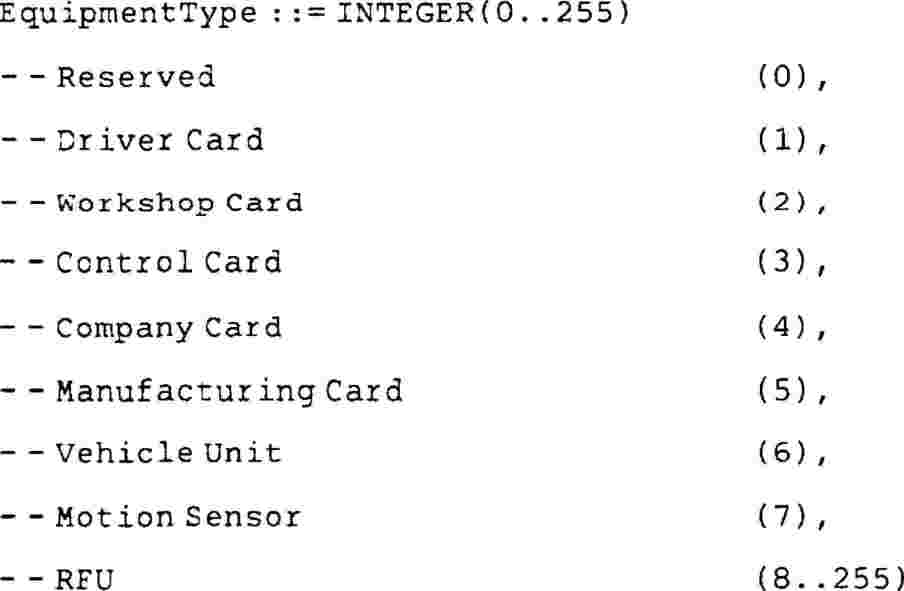 EquipmentType ::= INTEGER(0..255)
-- Reserved (0),
-- Driver Card (1),
-- Workshop Card (2),
-- Control Card (3),
-- Company Card (4),
-- Manufacturing Card (5),
-- Vehicle Unit (6),
-- Motion Sensor (7),
-- RFU (8..255)